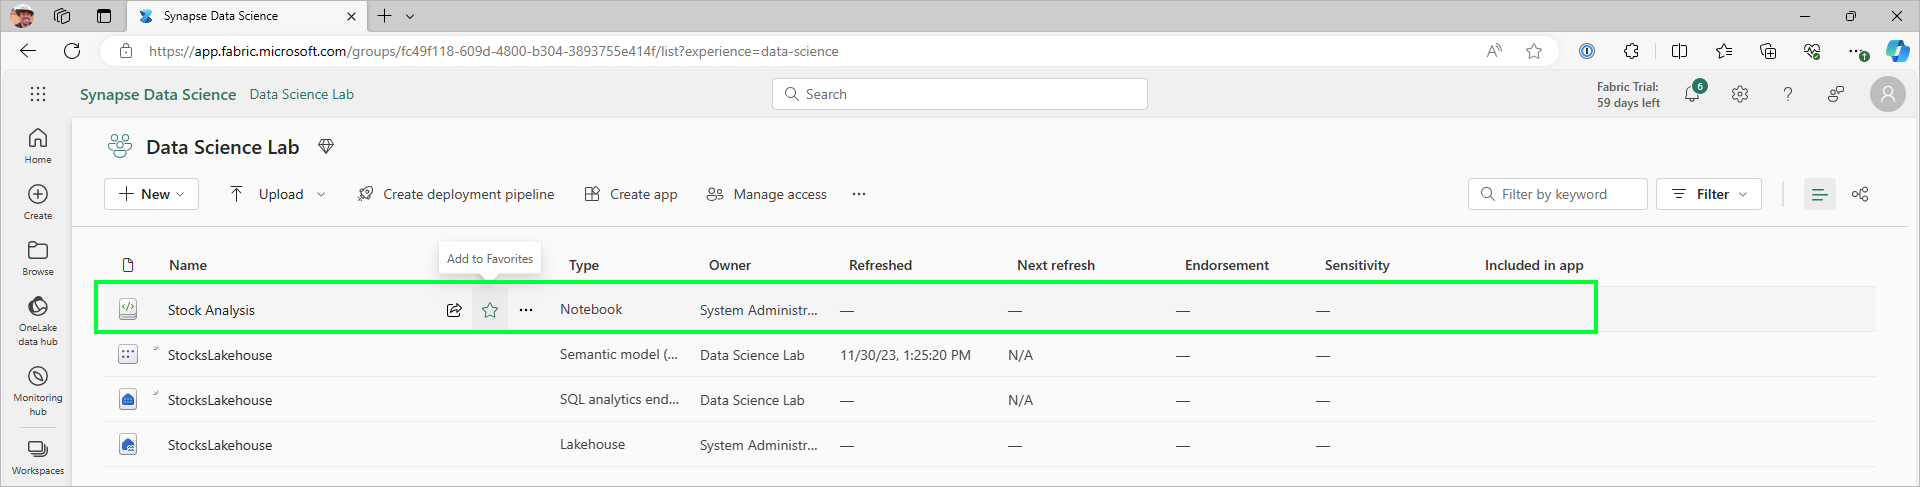 Synapse Data Science
https://app.fabric.microsoft.com/groups/fc49f118-609d-4800-b304-3893755e414f/list?experience=data-science
Synapse Data Science Data Science Lab
Search
Fabric Trial:
59 days left
6
Home
Create
Browse
OneLake
data hub
Monitoring
hub
Workspaces
Data Science Lab
New Upload Create deployment pipeline Create app Manage access ... Filter by keyword Filter
Add to Favorites
Name Type Owner Refreshed Next refresh Endorsement Sensitivity Included in app
Stock Analysis ... Notebook System Administr... — — — —
StocksLakehouse Semantic model (... Data Science Lab 11/30/23, 1:25:20 PM N/A — —
StocksLakehouse SQL analytics end... Data Science Lab — N/A — —
StocksLakehouse Lakehouse System Administr... — — — —